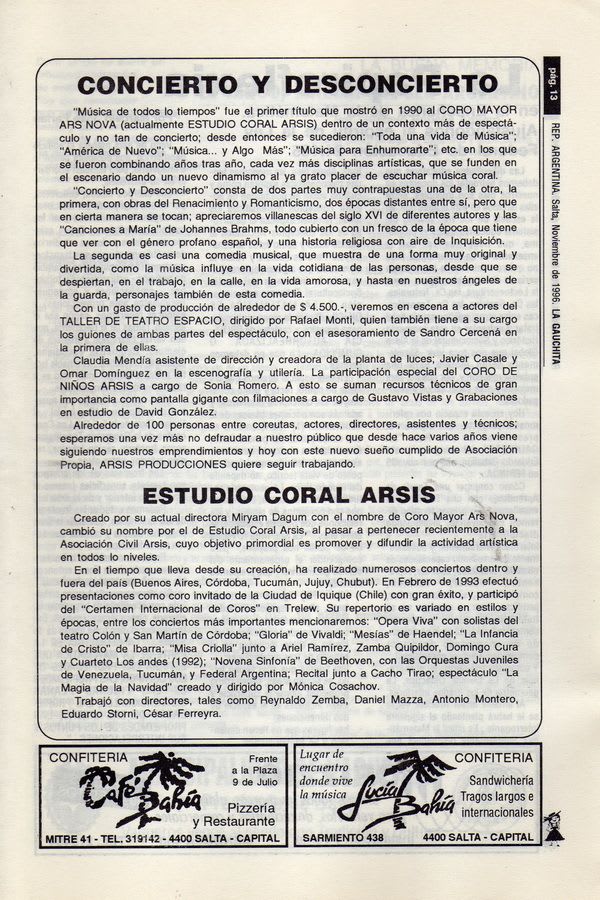 pág. 13
REP. ARGENTINA. Salta, Noviembre de 1996. LA GAUCHITA
CONCIERTO Y DESCONCIERTO
"Música de todos lo tiempos" fue el primer título que mostró en 1990 al CORO MAYOR
ARS NOVA (actualmente ESTUDIO CORAL ARSIS) dentro de un contexto más de espectá-
culo y no tan de concierto; desde entonces se sucedieron: "Toda una vida de Música";
"América de Nuevo"; "Música... y Algo Más"; "Música para Enhumorarte"; etc. en los que
se fueron combinando años tras año, cada vez más disciplinas artísticas, que se funden en
el escenario dando un nuevo dinamismo al ya grato placer de escuchar música coral.
"Concierto y Desconcierto" consta de dos partes muy contrapuestas una de la otra, la
primera, con obras del Renacimiento y Romanticismo, dos épocas distantes entre sí, pero que
en cierta manera se tocan; apreciaremos villanescas del siglo XVI de diferentes autores y las
"Canciones a María" de Johannes Brahms, todo cubierto con un fresco de la época que tiene
que ver con el género profano español, y una historia religiosa con aire de Inquisición.
La segunda es casi una comedia musical, que muestra de una forma muy original y
divertida, como la música influye en la vida cotidiana de las personas, desde que se
despiertan, en el trabajo, en la calle, en la vida amorosa, y hasta en nuestros ángeles de
la guarda, personajes también de esta comedia.
Con un gasto de producción de alrededor de $ 4.500.-, veremos en escena a actores del
TALLER DE TEATRO ESPACIO, dirigido por Rafael Monti, quien también tiene a su cargo
los guiones de ambas partes del espectáculo, con el asesoramiento de Sandro Cercená en
la primera de ellas.
Claudia Mendía asistente de dirección y creadora de la planta de luces; Javier Casale y
Omar Domínguez en la escenografía y utilería. La participación especial del CORO DE
NIÑOS ARSIS a cargo de Sonia Romero. A esto se suman recursos técnicos de gran
importancia como pantalla gigante con filmaciones a cargo de Gustavo Vistas y Grabaciones
en estudio de David González.
Alrededor de 100 personas entre coreutas, actores, directores, asistentes y técnicos;
esperamos una vez más no defraudar a nuestro público que desde hace varios años viene
siguiendo nuestros emprendimientos y hoy con este nuevo sueño cumplido de Asociación
Propia, ARSIS PRODUCCIONES quiere seguir trabajando.
ESTUDIO CORAL ARSIS
Creado por su actual directora Miryam Dagum con el nombre de Coro Mayor Ars Nova,
cambió su nombre por el de Estudio Coral Arsis, al pasar a pertenecer recientemente a la
Asociación Civil Arsis, cuyo objetivo primordial es promover y difundir la actividad artística
en todos lo niveles.
En el tiempo que lleva desde su creación, ha realizado numerosos conciertos dentro y
fuera del país (Buenos Aires, Córdoba, Tucumán, Jujuy, Chubut). En Febrero de 1993 efectuó
presentaciones como coro invitado de la Ciudad de Iquique (Chile) con gran éxito, y participó
del "Certamen Internacional de Coros" en Trelew. Su repertorio es variado en estilos y
épocas, entre los conciertos más importantes mencionaremos: "Opera Viva" con solistas del
teatro Colón y San Martín de Córdoba; "Gloria" de Vivaldi; "Mesías" de Haendel; "La Infancia
de Cristo" de Ibarra; "Misa Criolla" junto a Ariel Ramírez, Zamba Quipildor, Domingo Cura
y Cuarteto Los andes (1992); "Novena Sinfonía" de Beethoven, con las Orquestas Juveniles
de Venezuela, Tucumán, y Federal Argentina; Recital junto a Cacho Tirao; espectáculo "La
Magia de la Navidad" creado y dirigido por Mónica Cosachov.
Trabajó con directores, tales como Reynaldo Zemba, Daniel Mazza, Antonio Montero,
Eduardo Storni, César Ferreyra.
CONFITERIA
Café Bahía
Frente
a la Plaza
9 de Julio
Pizzería
y Restaurante
MITRE 41 - TEL. 319142 - 4400 SALTA - CAPITAL
Lugar de
encuentro
donde vive
la música
Lucía Bahía
CONFITERIA
Sandwichería
Tragos largos e
internacionales
SARMIENTO 438 4400 SALTA - CAPITAL